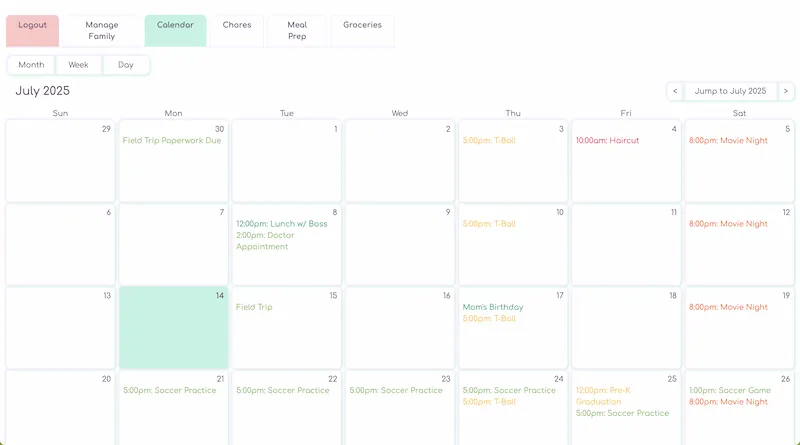 Logout
Manage Family
Calendar
Chores
Meal Prep
Groceries
Month
Week
Day
July 2025
<
Jump to July 2025
>
Sun
Mon
Tue
Wed
Thu
Fri
Sat
29
30
Field Trip Paperwork Due
1
2
3
5:00pm: T-Ball
4
10:00am: Haircut
5
8:00pm: Movie Night
6
7
8
12:00pm: Lunch w/ Boss
2:00pm: Doctor
Appointment
9
10
5:00pm: T-Ball
11
12
8:00pm: Movie Night
13
14
15
Field Trip
16
17
Mom's Birthday
5:00pm: T-Ball
18
19
8:00pm: Movie Night
20
21
5:00pm: Soccer Practice
22
5:00pm: Soccer Practice
23
5:00pm: Soccer Practice
24
5:00pm: Soccer Practice
5:00pm: T-Ball
25
12:00pm: Pre-K
Graduation
5:00pm: Soccer Practice
26
1:00pm: Soccer Game
8:00pm: Movie Night